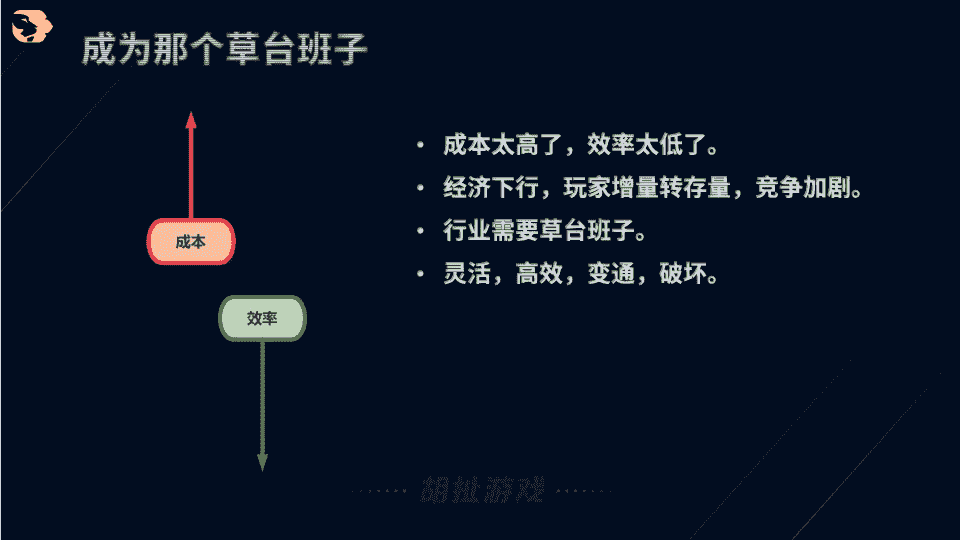 成为那个草台班子
成本太高了，效率太低了。
经济下行，玩家增量转存量，竞争加剧。
行业需要草台班子。
灵活，高效，变通，破坏。
成本
效率
胡扯游戏